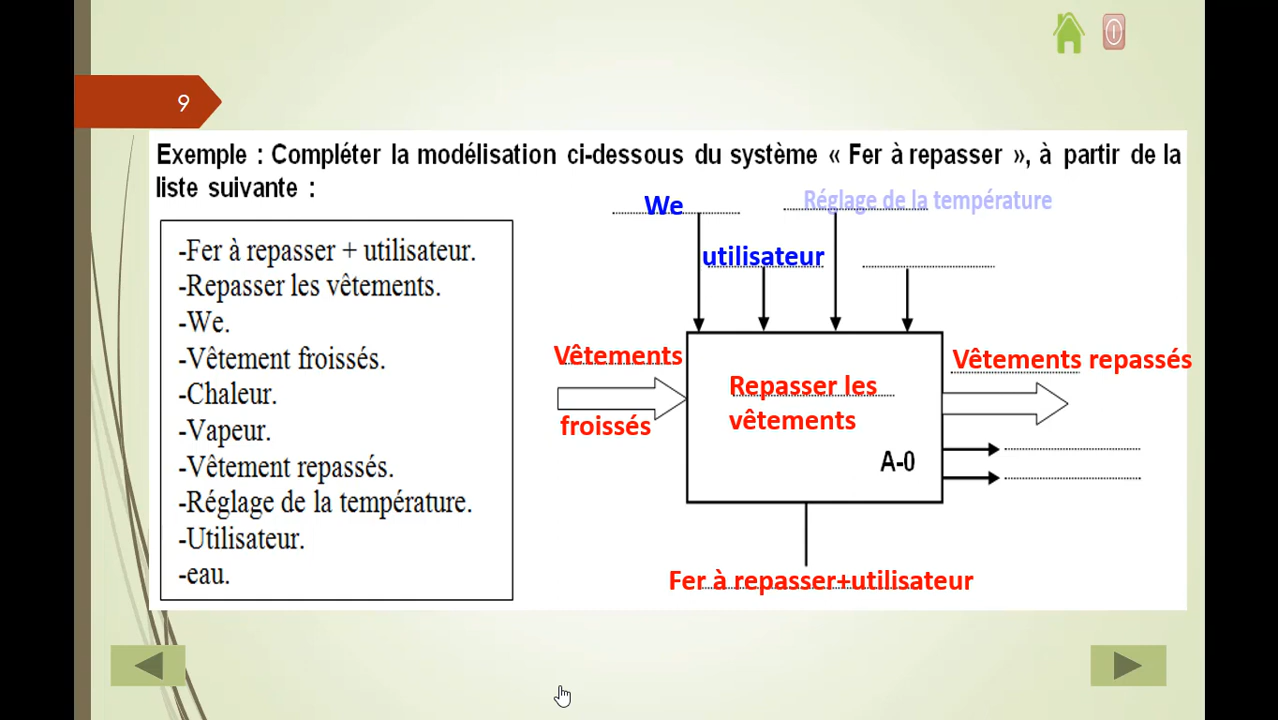 9
Exemple : Compléter la modélisation ci-dessous du système « Fer à repasser », à partir de la
liste suivante :
-Fer à repasser + utilisateur.
-Repasser les vêtements.
-We.
-Vêtement froissés.
-Chaleur.
-Vapeur.
-Vêtement repassés.
-Réglage de la température.
-Utilisateur.
-eau.
We
Réglage de la température
utilisateur
Vêtements
froissés
Repasser les
vêtements
A-0
Vêtements repassés
Fer à repasser+utilisateur